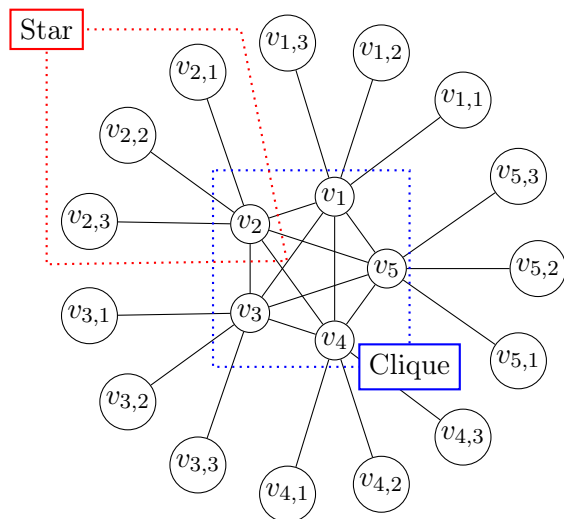 Star
v1,3
v1,2
v2,1
v1,1
v2,2
v5,3
v1
v2,3
v2
v5
v5,2
v3,1
v3
v4
v5,1
Clique
v3,2
v4,3
v3,3
v4,1
v4,2